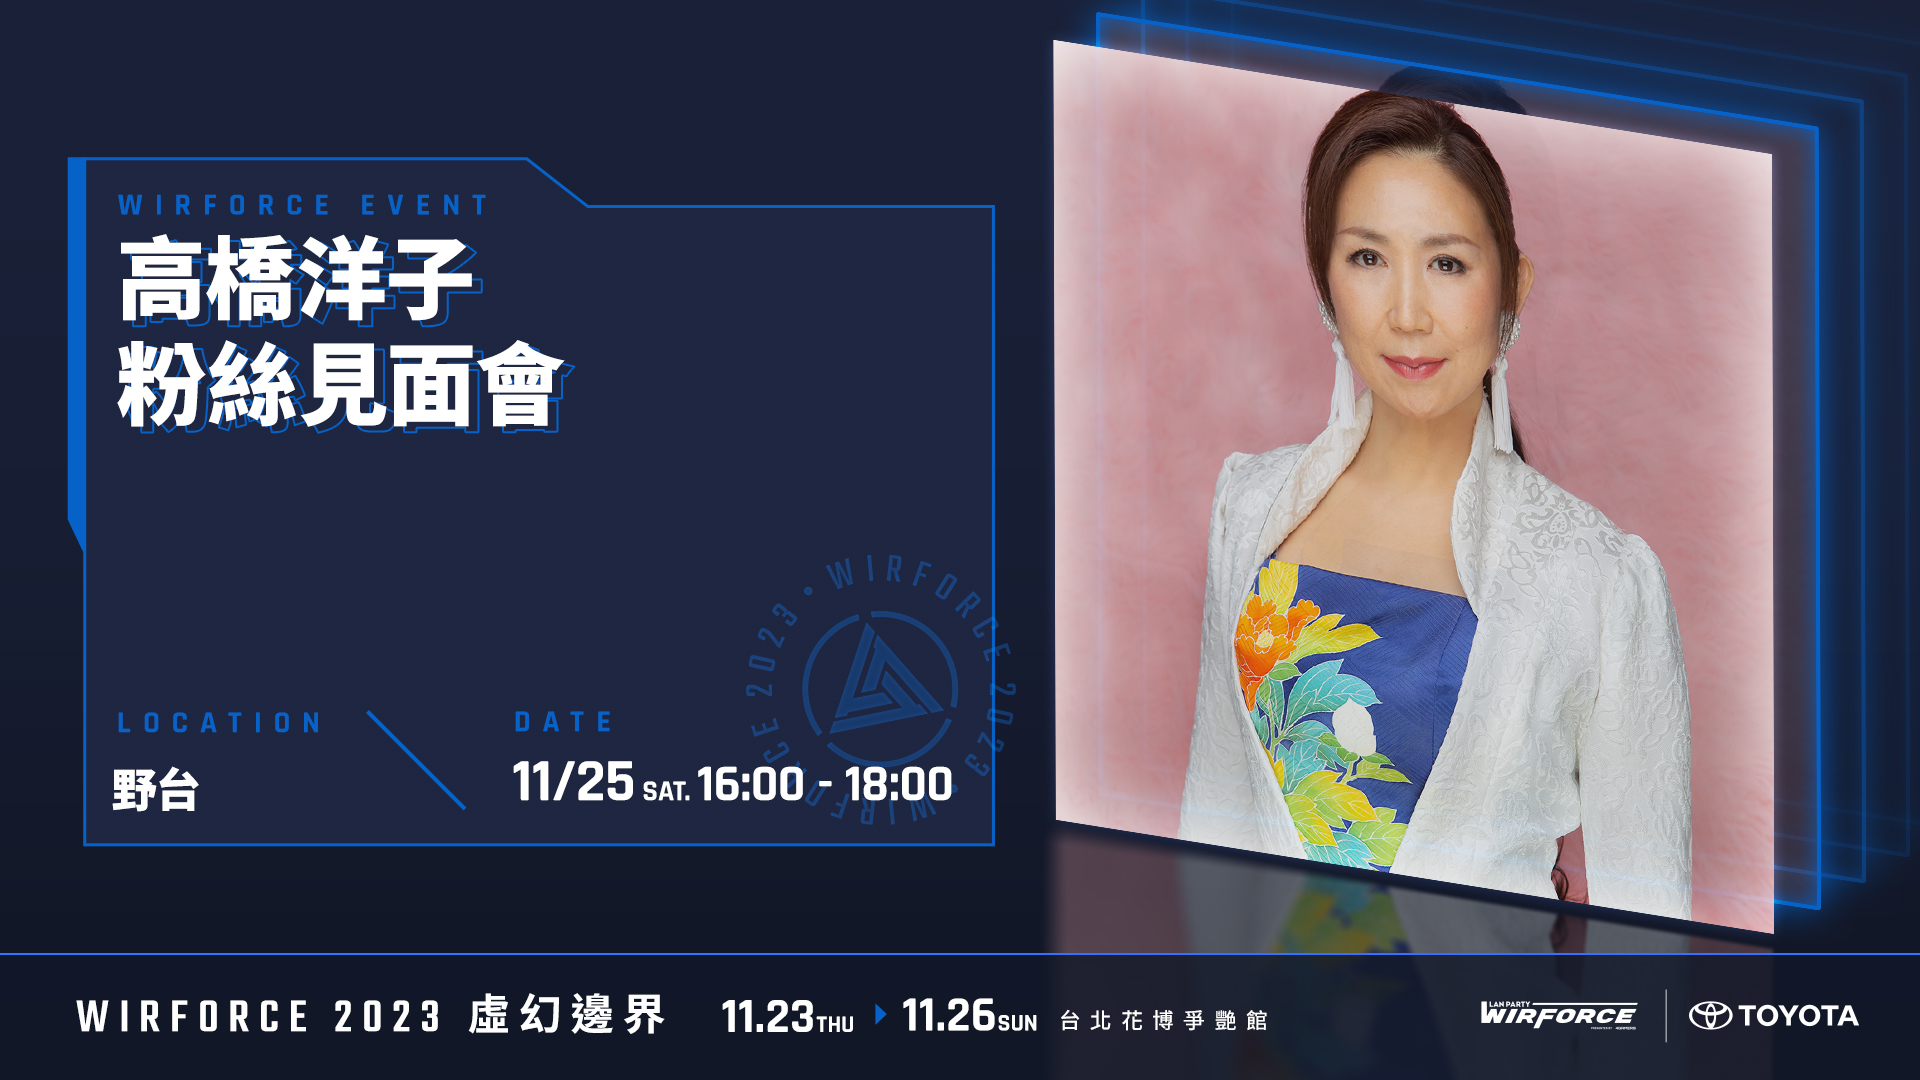 WIRFORCE EVENT
高橋洋子
粉絲見面會
LOCATION
野台
DATE
11/25 SAT. 16:00 - 18:00
WIRFORCE 2023 • WIRFORCE 2023 •
WIRFORCE 2023 虛幻邊界
11.23THU
11.26SUN
台北花博爭艷館
LAN PARTY
WIRFORCE
TOYOTA